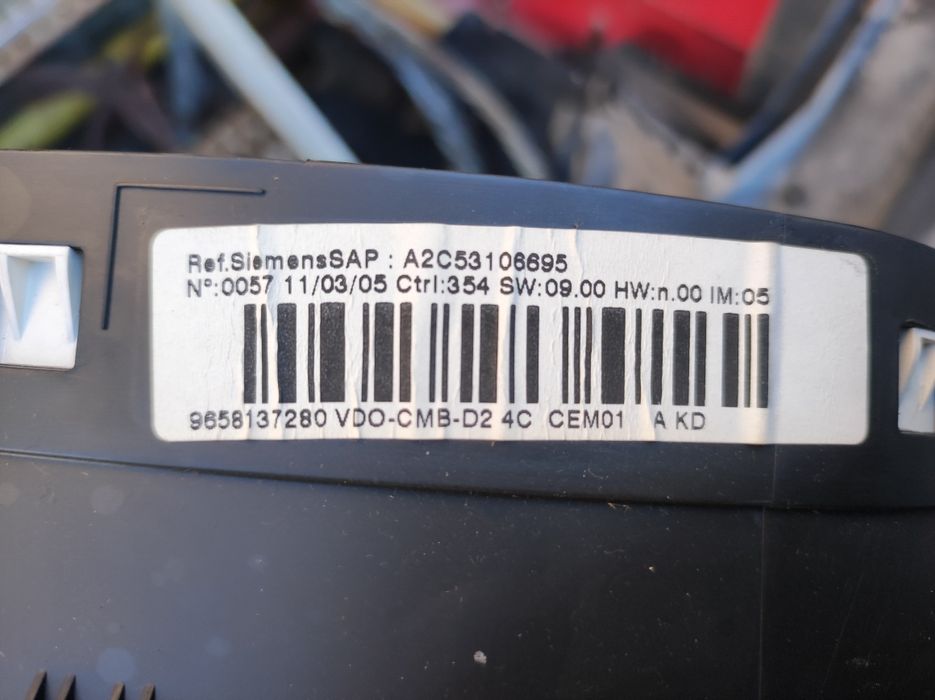 Ref.SiemensSAP : A2C53106695
N°:0057 11/03/05 Ctrl:354 SW:09.00 HW:n.00 IM:05
9658137280 VDO-CMB-D2 4C CEM01 A KD